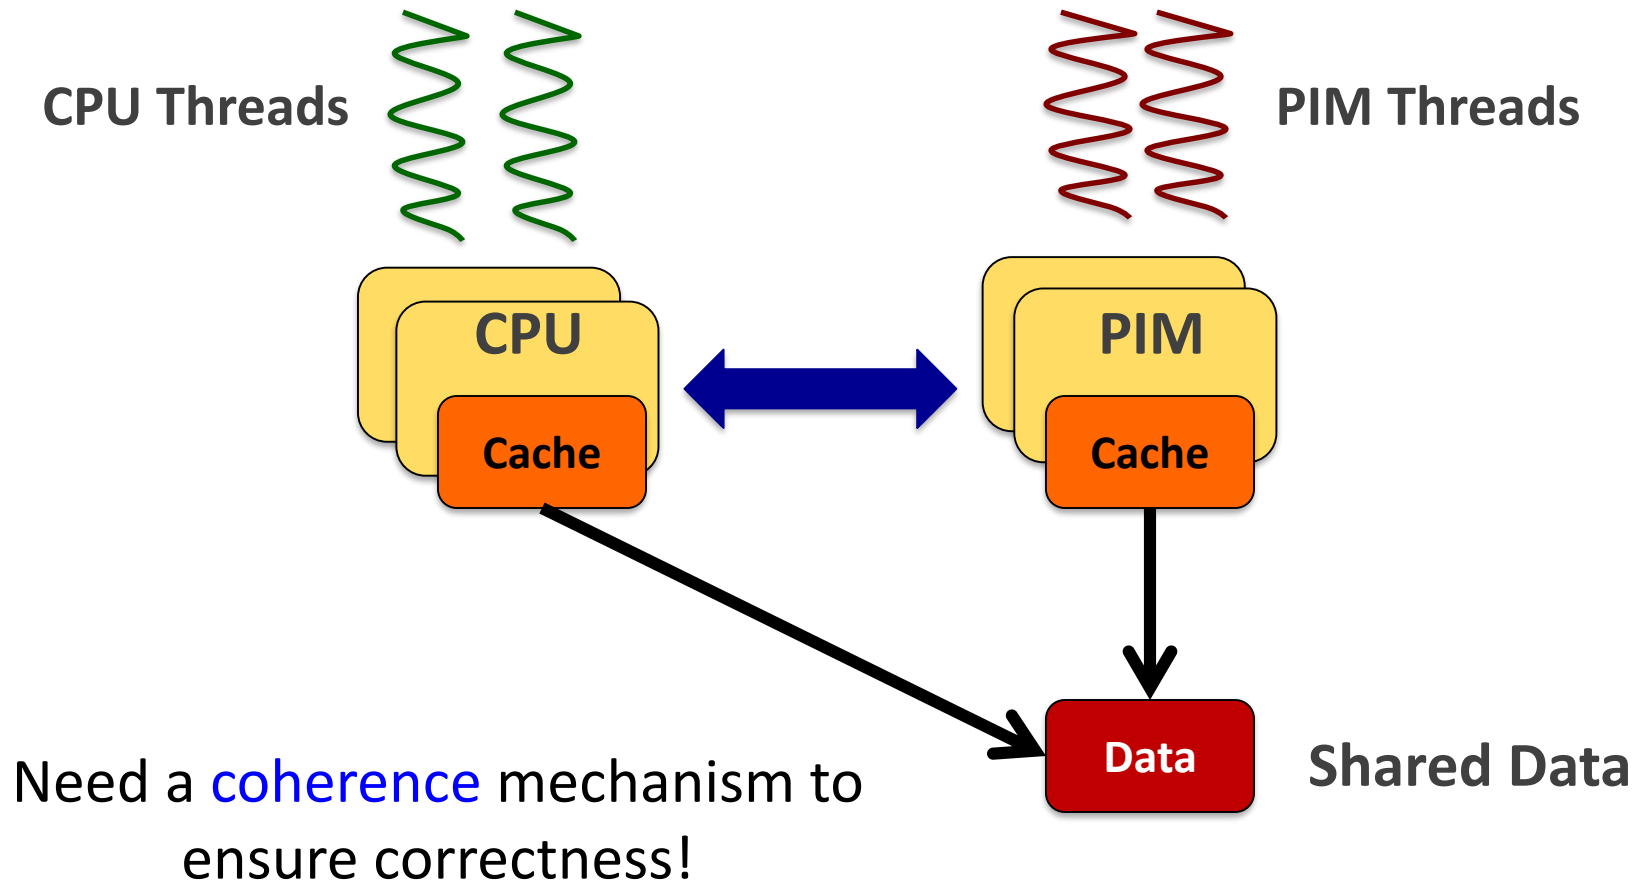 CPU Threads
PIM Threads
CPU
PIM
Cache
Cache
Data
Shared Data
Need a coherence mechanism to
ensure correctness!